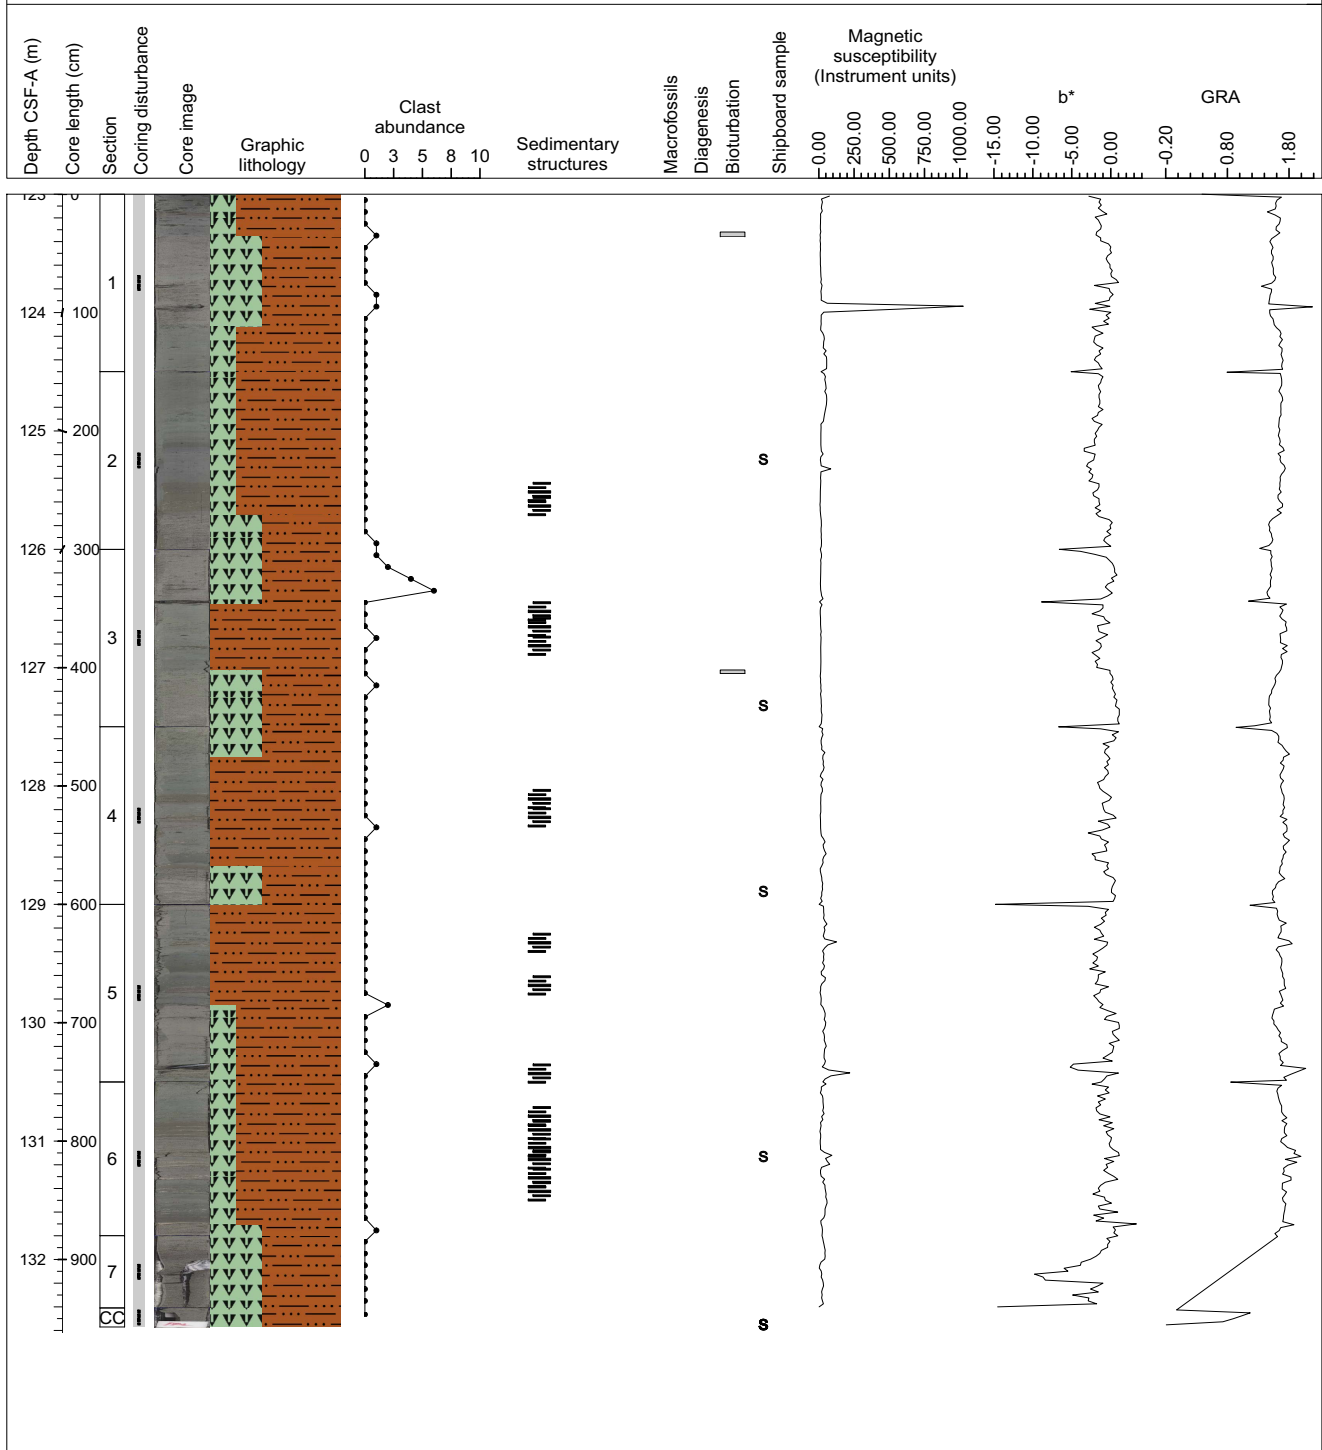 Depth CSF-A (m)
Core length (cm)
Section
Coring disturbance
Core image
Graphic
lithology
Clast
abundance
0 3 5 8 10
Sedimentary
structures
Macrofossils
Diagenesis
Bioturbation
Shipboard sample
Magnetic
susceptibility
(Instrument units)
0.00
250.00
500.00
750.00
1000.00
b*
-15.00
-10.00
-5.00
0.00
GRA
-0.20
0.80
1.80
123 0
1
124 100
125 200
2
S
126 300
3
127 400
S
128 500
4
S
129 600
5
130 700
131 800
6
S
132 900
7
CC
S